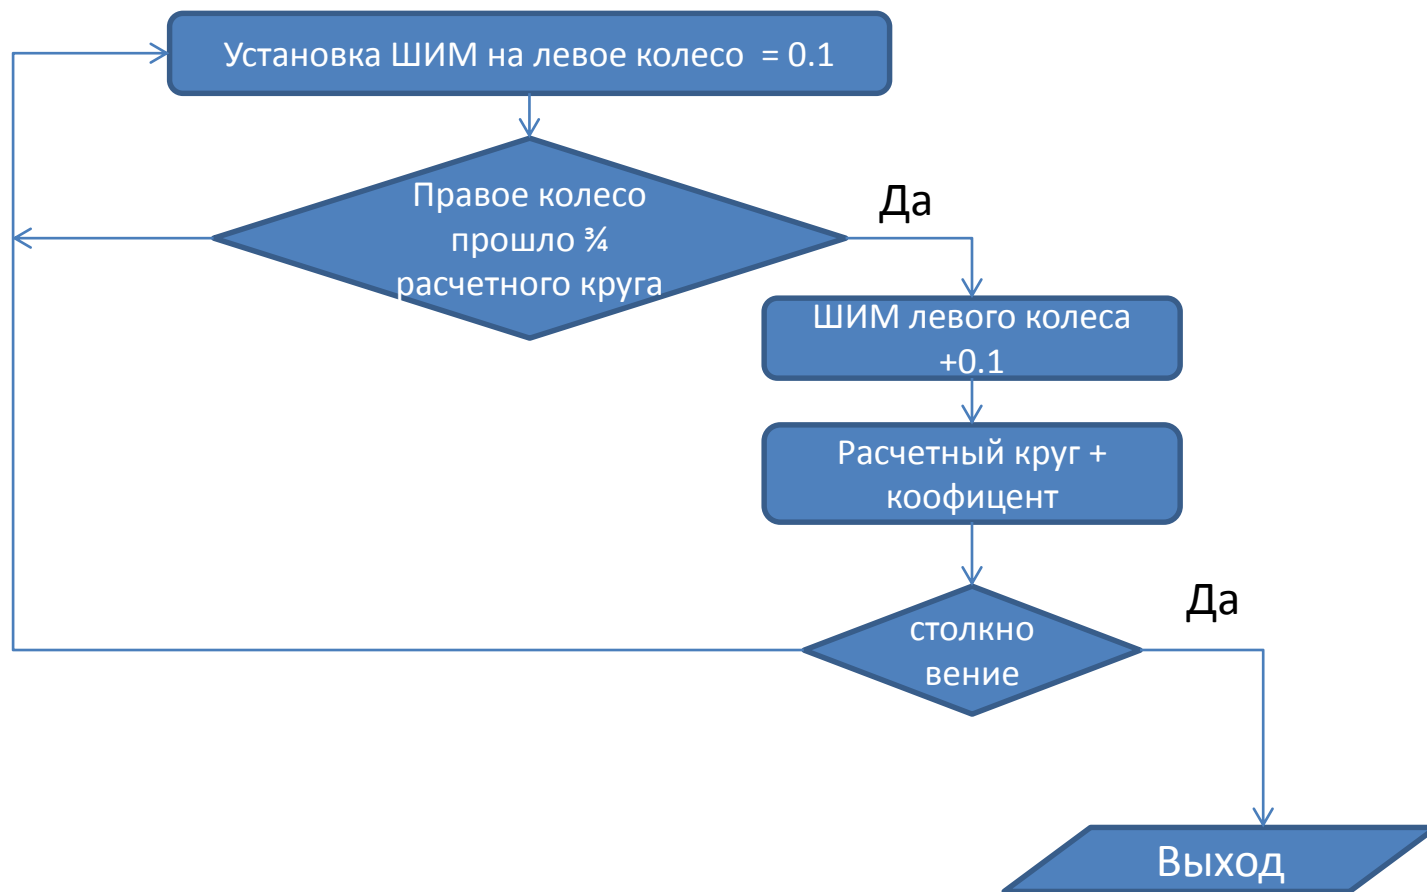 Установка ШИМ на левое колесо = 0.1
Правое колесо
прошло ¾
расчетного круга
Да
ШИМ левого колеса
+0.1
Расчетный круг +
коофицент
столкно
вение
Да
Выход